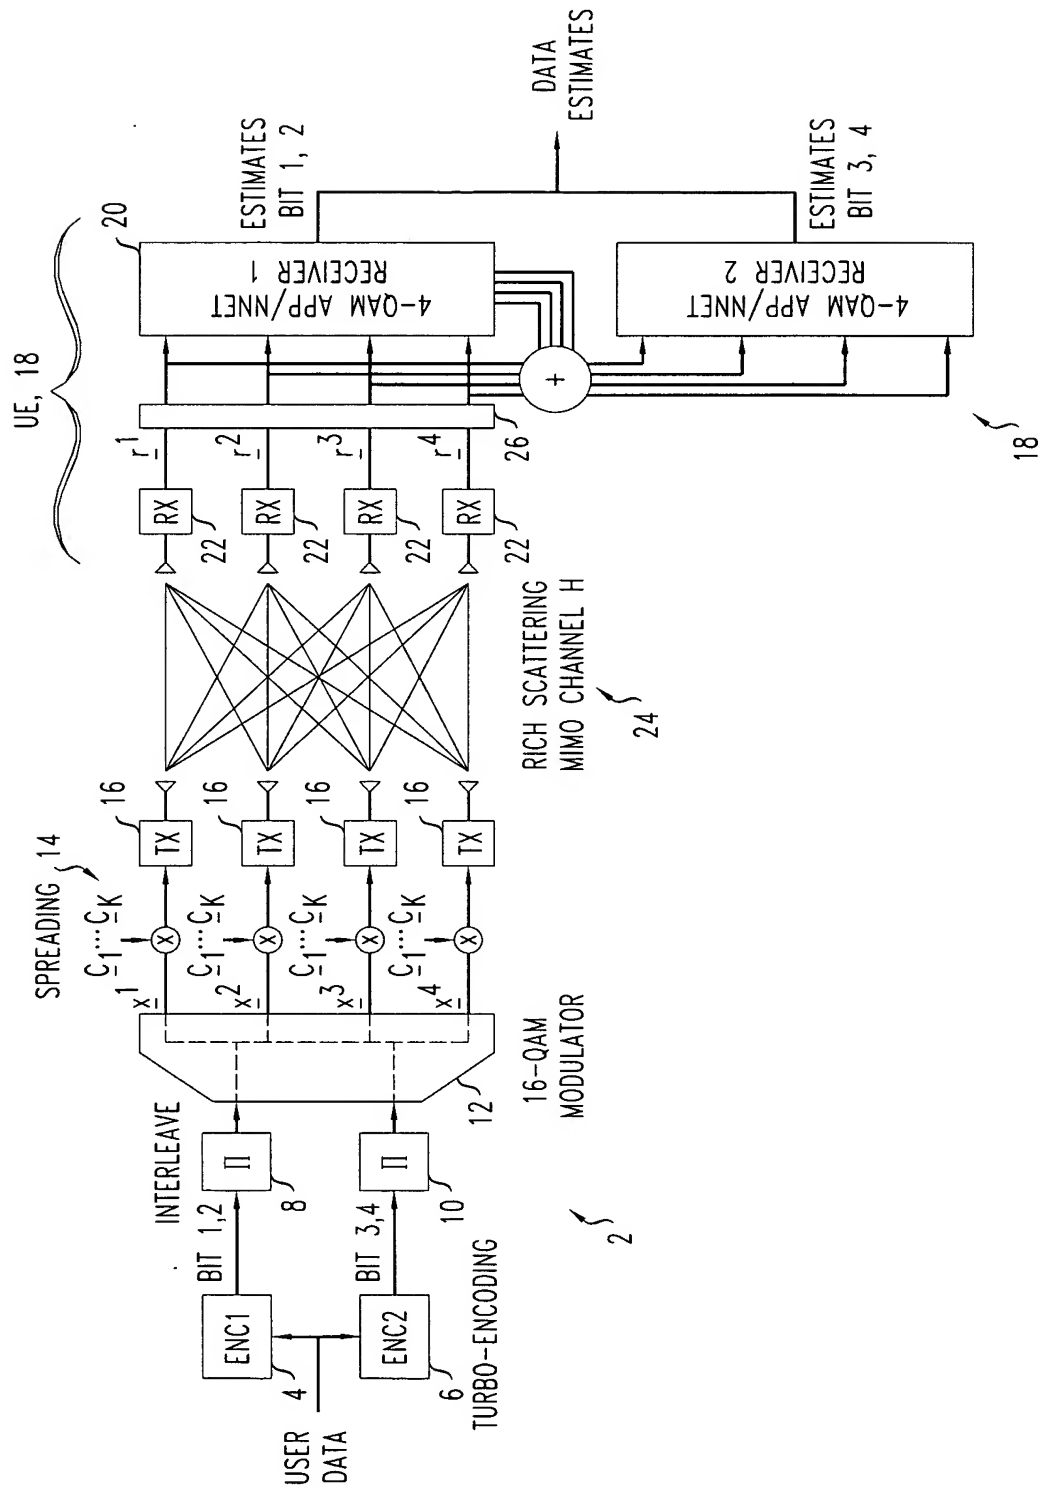 USER
DATA
ENC1
4
ENC2
6
TURBO-ENCODING
BIT 1,2
BIT 3,4
INTERLEAVE
Π
8
Π
10
2
12
16-QAM
MODULATOR
SPREADING 14
x¹
C₁...C_K
X
TX
16
x²
C₁...C_K
X
TX
16
x³
C₁...C_K
X
TX
16
x⁴
C₁...C_K
X
TX
16
RICH SCATTERING
MIMO CHANNEL H
24
UE, 18
RX
22
r¹
RX
22
r²
RX
22
r³
RX
22
r⁴
26
20
4-QAM APP/NNET
RECEIVER 1
+
4-QAM APP/NNET
RECEIVER 2
18
ESTIMATES
BIT 1, 2
ESTIMATES
BIT 3, 4
DATA
ESTIMATES